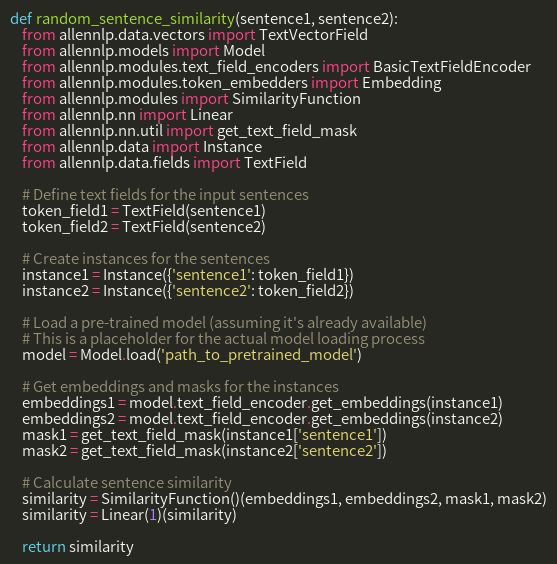 def random_sentence_similarity(sentence1, sentence2):
from allennlp.data.vectors import TextVectorField
from allennlp.models import Model
from allennlp.modules.text_field_encoders import BasicTextFieldEncoder
from allennlp.modules.token_embedders import Embedding
from allennlp.modules import SimilarityFunction
from allennlp.nn import Linear
from allennlp.nn.util import get_text_field_mask
from allennlp.data import Instance
from allennlp.data.fields import TextField
# Define text fields for the input sentences
token_field1 = TextField(sentence1)
token_field2 = TextField(sentence2)
# Create instances for the sentences
instance1 = Instance({'sentence1': token_field1})
instance2 = Instance({'sentence2': token_field2})
# Load a pre-trained model (assuming it's already available)
# This is a placeholder for the actual model loading process
model = Model.load('path_to_pretrained_model')
# Get embeddings and masks for the instances
embeddings1 = model.text_field_encoder.get_embeddings(instance1)
embeddings2 = model.text_field_encoder.get_embeddings(instance2)
mask1 = get_text_field_mask(instance1['sentence1'])
mask2 = get_text_field_mask(instance2['sentence2'])
# Calculate sentence similarity
similarity = SimilarityFunction()(embeddings1, embeddings2, mask1, mask2)
similarity = Linear(1)(similarity)
return similarity